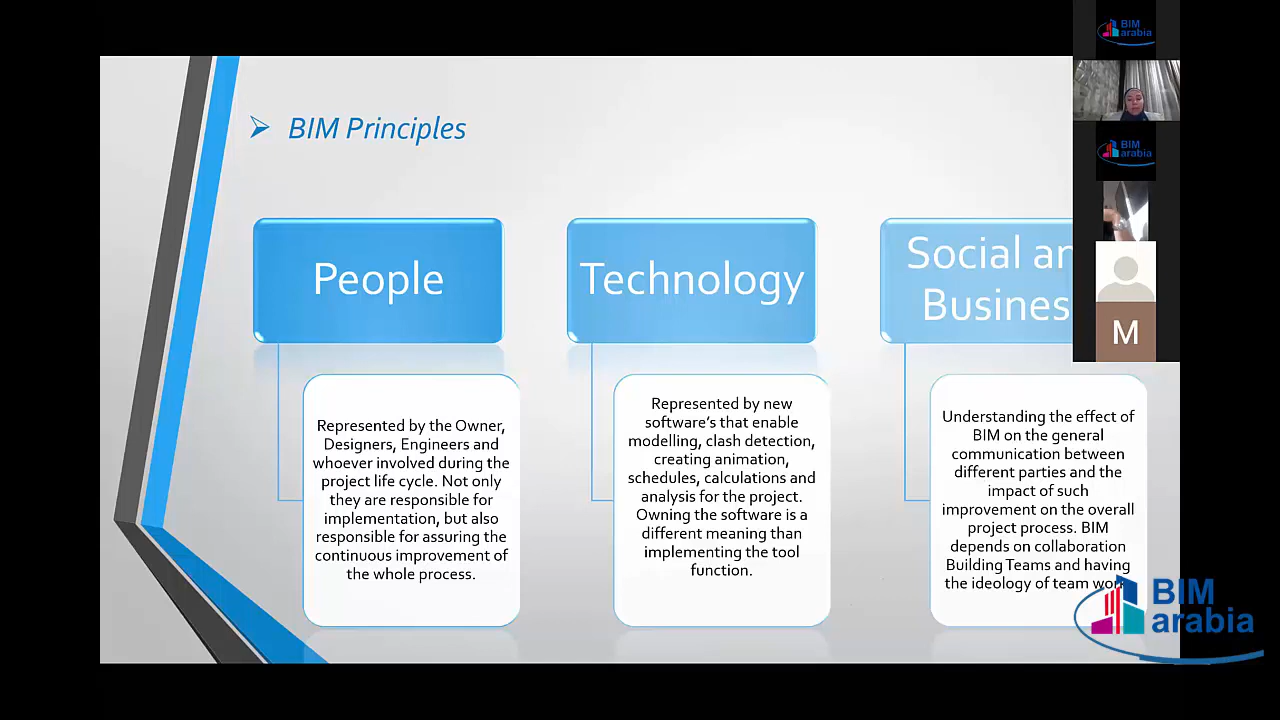 BIM Principles
People
Represented by the Owner,
Designers, Engineers and
whoever involved during the
project life cycle. Not only
they are responsible for
implementation, but also
responsible for assuring the
continuous improvement of
the whole process.
Technology
Represented by new
software's that enable
modelling, clash detection,
creating animation,
schedules, calculations and
analysis for the project.
Owning the software is a
different meaning than
implementing the tool
function.
Social
Understanding the effect of
BIM on the general
communication between
different parties and the
impact of such
improvement on the overall
project process. BIM
depends on collaboration
Building Teams and having
the ideology of team
BIM
arabia
BIM
arabia
M
BIM
arabia